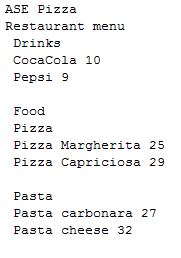 ASE Pizza
Restaurant menu
Drinks
CocaCola 10
Pepsi 9
Food
Pizza
Pizza Margherita 25
Pizza Capriciosa 29
Pasta
Pasta carbonara 27
Pasta cheese 32